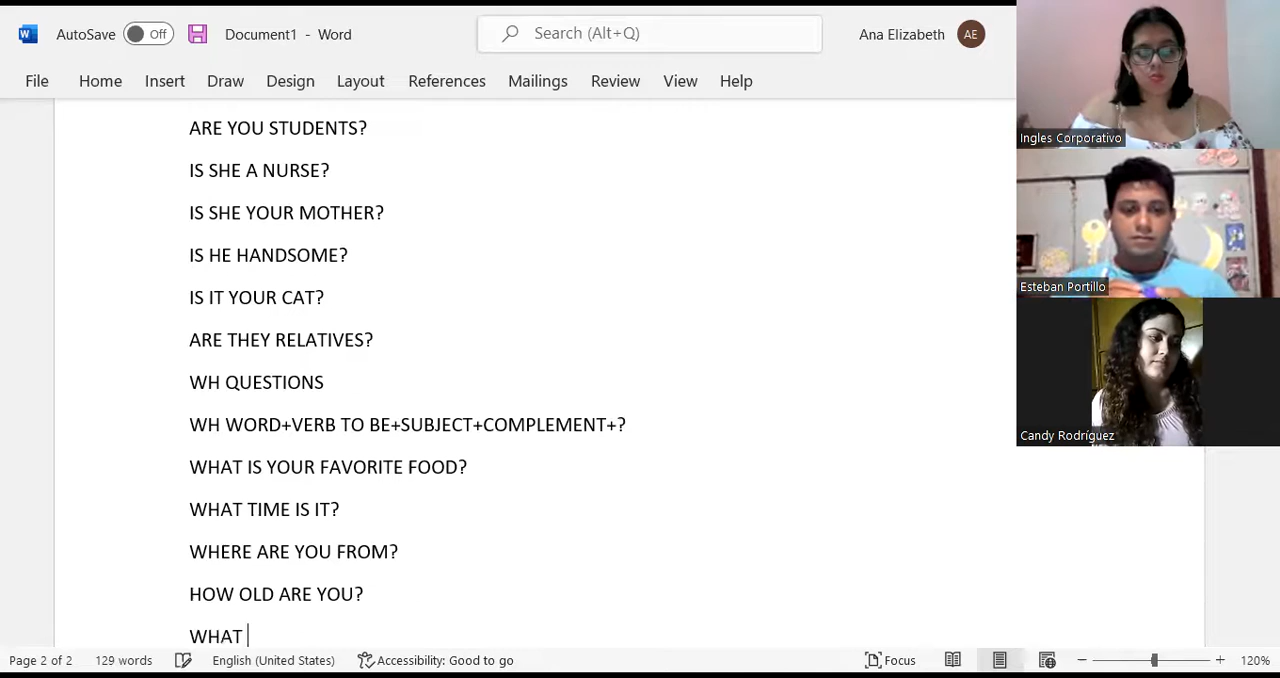 AutoSave Off Document1 - Word Search (Alt+Q) Ana Elizabeth AE
File Home Insert Draw Design Layout References Mailings Review View Help
ARE YOU STUDENTS?
IS SHE A NURSE?
IS SHE YOUR MOTHER?
IS HE HANDSOME?
IS IT YOUR CAT?
ARE THEY RELATIVES?
WH QUESTIONS
WH WORD+VERB TO BE+SUBJECT+COMPLEMENT+?
WHAT IS YOUR FAVORITE FOOD?
WHAT TIME IS IT?
WHERE ARE YOU FROM?
HOW OLD ARE YOU?
WHAT
Ingles Corporativo
Esteban Portillo
Candy Rodríguez
Page 2 of 2 129 words English (United States) Accessibility: Good to go Focus 120%